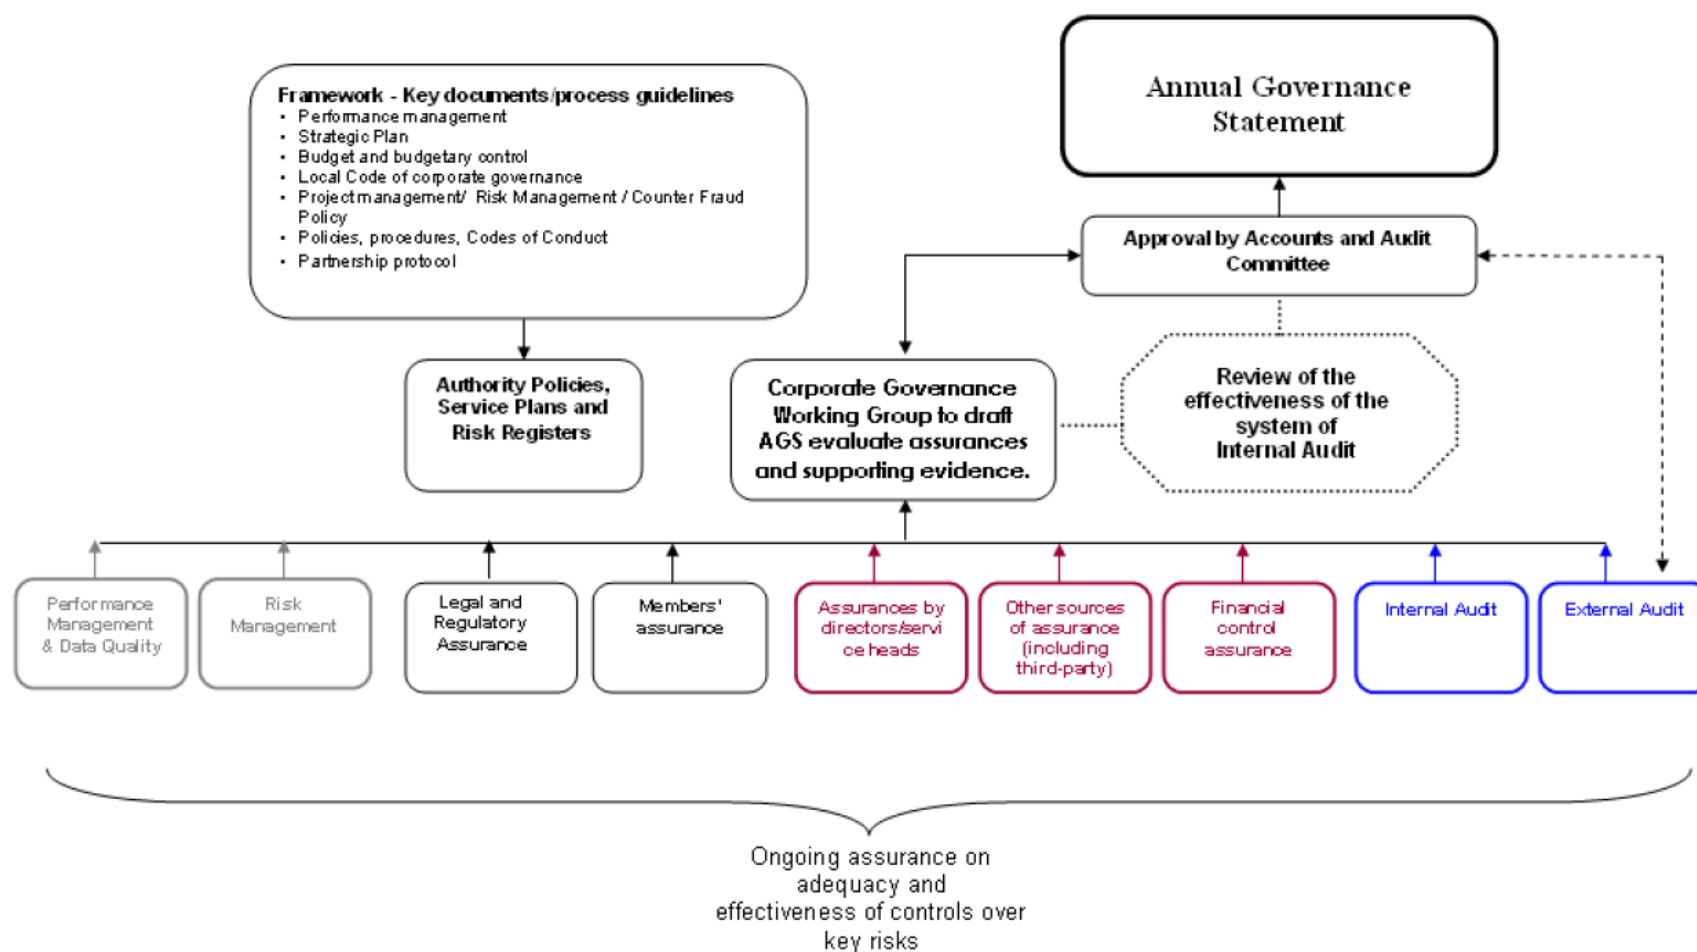 Annual Governance
Statement
Framework - Key documents/process guidelines
• Performance management
• Strategic Plan
• Budget and budgetary control
• Local Code of corporate governance
• Project management/ Risk Management / Counter Fraud
Policy
• Policies, procedures, Codes of Conduct
• Partnership protocol
Approval by Accounts and Audit
Committee
Authority Policies,
Service Plans and
Risk Registers
Corporate Governance
Working Group to draft
AGS evaluate assurances
and supporting evidence.
Review of the
effectiveness of the
system of
Internal Audit
Performance
Management
& Data Quality
Risk
Management
Legal and
Regulatory
Assurance
Members'
assurance
Assurances by
directors/servi
ce heads
Other sources
of assurance
(including
third-party)
Financial
control
assurance
Internal Audit
External Audit
Ongoing assurance on
adequacy and
effectiveness of controls over
key risks